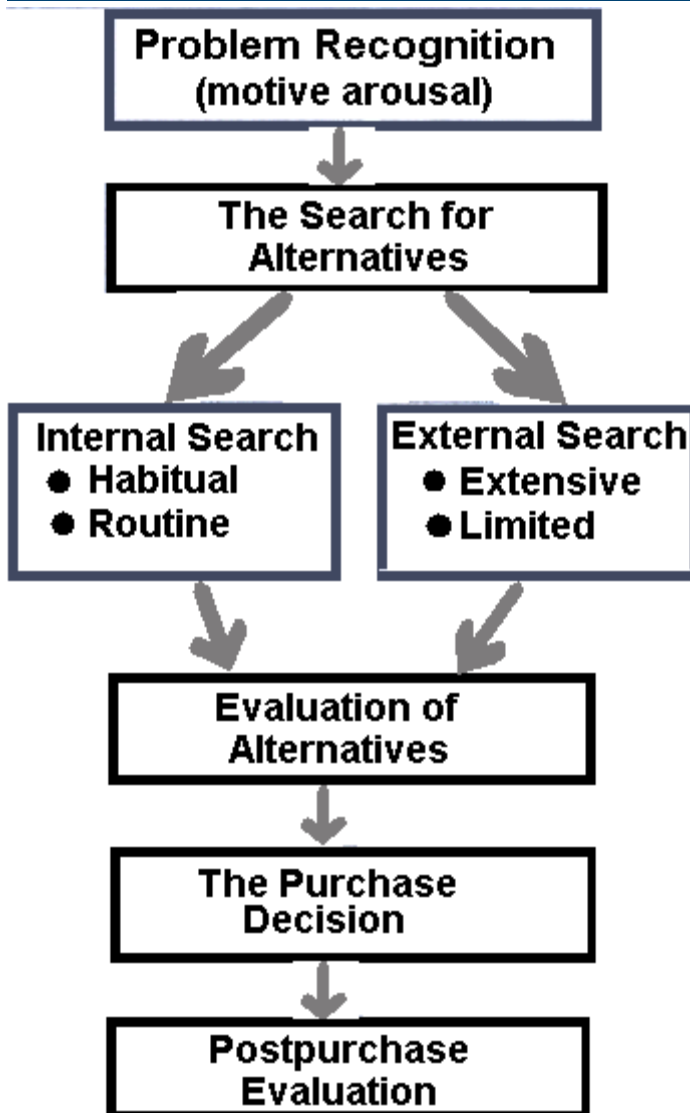 Problem Recognition
(motive arousal)
The Search for
Alternatives
Internal Search
● Habitual
● Routine
External Search
● Extensive
● Limited
Evaluation of
Alternatives
The Purchase
Decision
Postpurchase
Evaluation